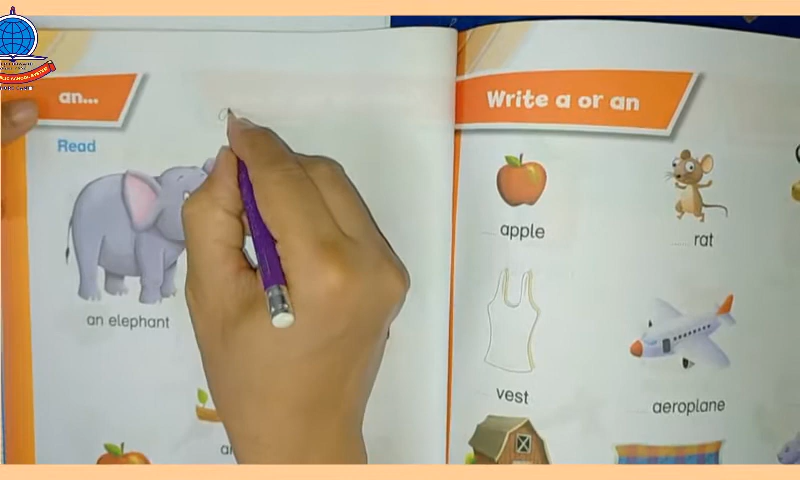 an...
Write a or an
Read
an elephant
apple
rat
vest
aeroplane